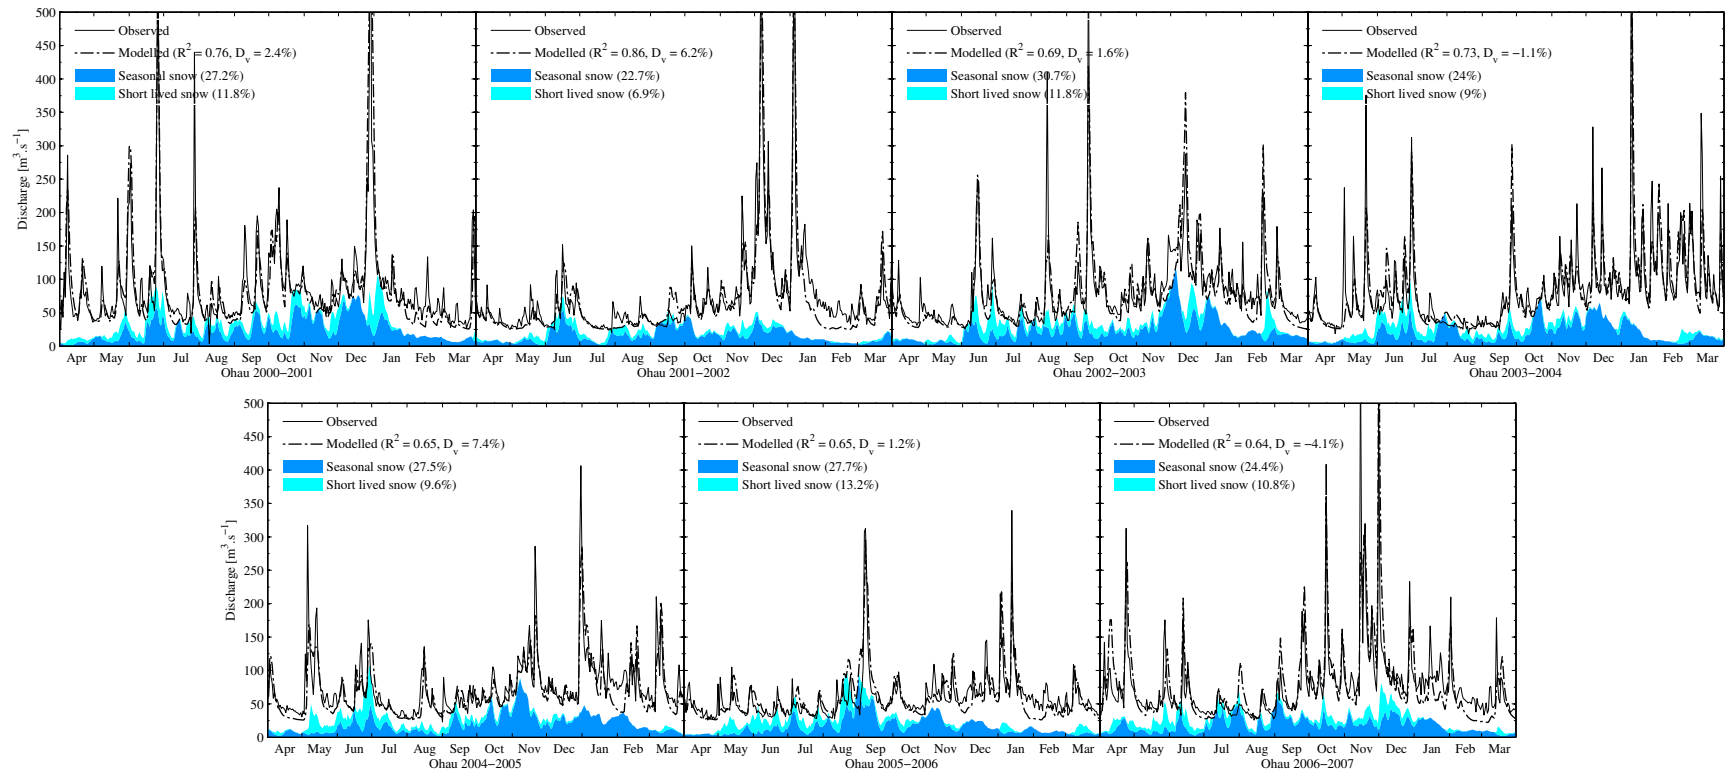 500
450
400
350
300
250
200
150
100
50
0
Discharge [m³.s⁻¹]
Observed
Modelled (R² = 0.76, Dᵥ = 2.4%)
Seasonal snow (27.2%)
Short lived snow (11.8%)
Observed
Modelled (R² = 0.86, Dᵥ = 6.2%)
Seasonal snow (22.7%)
Short lived snow (6.9%)
Observed
Modelled (R² = 0.69, Dᵥ = 1.6%)
Seasonal snow (30.7%)
Short lived snow (11.8%)
Observed
Modelled (R² = 0.73, Dᵥ = −1.1%)
Seasonal snow (24%)
Short lived snow (9%)
Apr May Jun Jul Aug Sep Oct Nov Dec Jan Feb Mar
Ohau 2000−2001
Apr May Jun Jul Aug Sep Oct Nov Dec Jan Feb Mar
Ohau 2001−2002
Apr May Jun Jul Aug Sep Oct Nov Dec Jan Feb Mar
Ohau 2002−2003
Apr May Jun Jul Aug Sep Oct Nov Dec Jan Feb Mar
Ohau 2003−2004
500
450
400
350
300
250
200
150
100
50
0
Discharge [m³.s⁻¹]
Observed
Modelled (R² = 0.65, Dᵥ = 7.4%)
Seasonal snow (27.5%)
Short lived snow (9.6%)
Observed
Modelled (R² = 0.65, Dᵥ = 1.2%)
Seasonal snow (27.7%)
Short lived snow (13.2%)
Observed
Modelled (R² = 0.64, Dᵥ = −4.1%)
Seasonal snow (24.4%)
Short lived snow (10.8%)
Apr May Jun Jul Aug Sep Oct Nov Dec Jan Feb Mar
Ohau 2004−2005
Apr May Jun Jul Aug Sep Oct Nov Dec Jan Feb Mar
Ohau 2005−2006
Apr May Jun Jul Aug Sep Oct Nov Dec Jan Feb Mar
Ohau 2006−2007